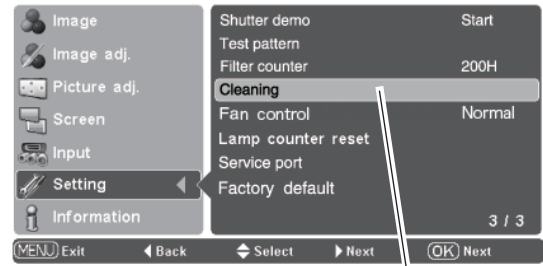 Image
Image adj.
Picture adj.
Screen
Input
Setting
Information
Shutter demo Start
Test pattern
Filter counter 200H
Cleaning
Fan control Normal
Lamp counter reset
Service port
Factory default
3 / 3
MENU Exit Back Select Next OK Next